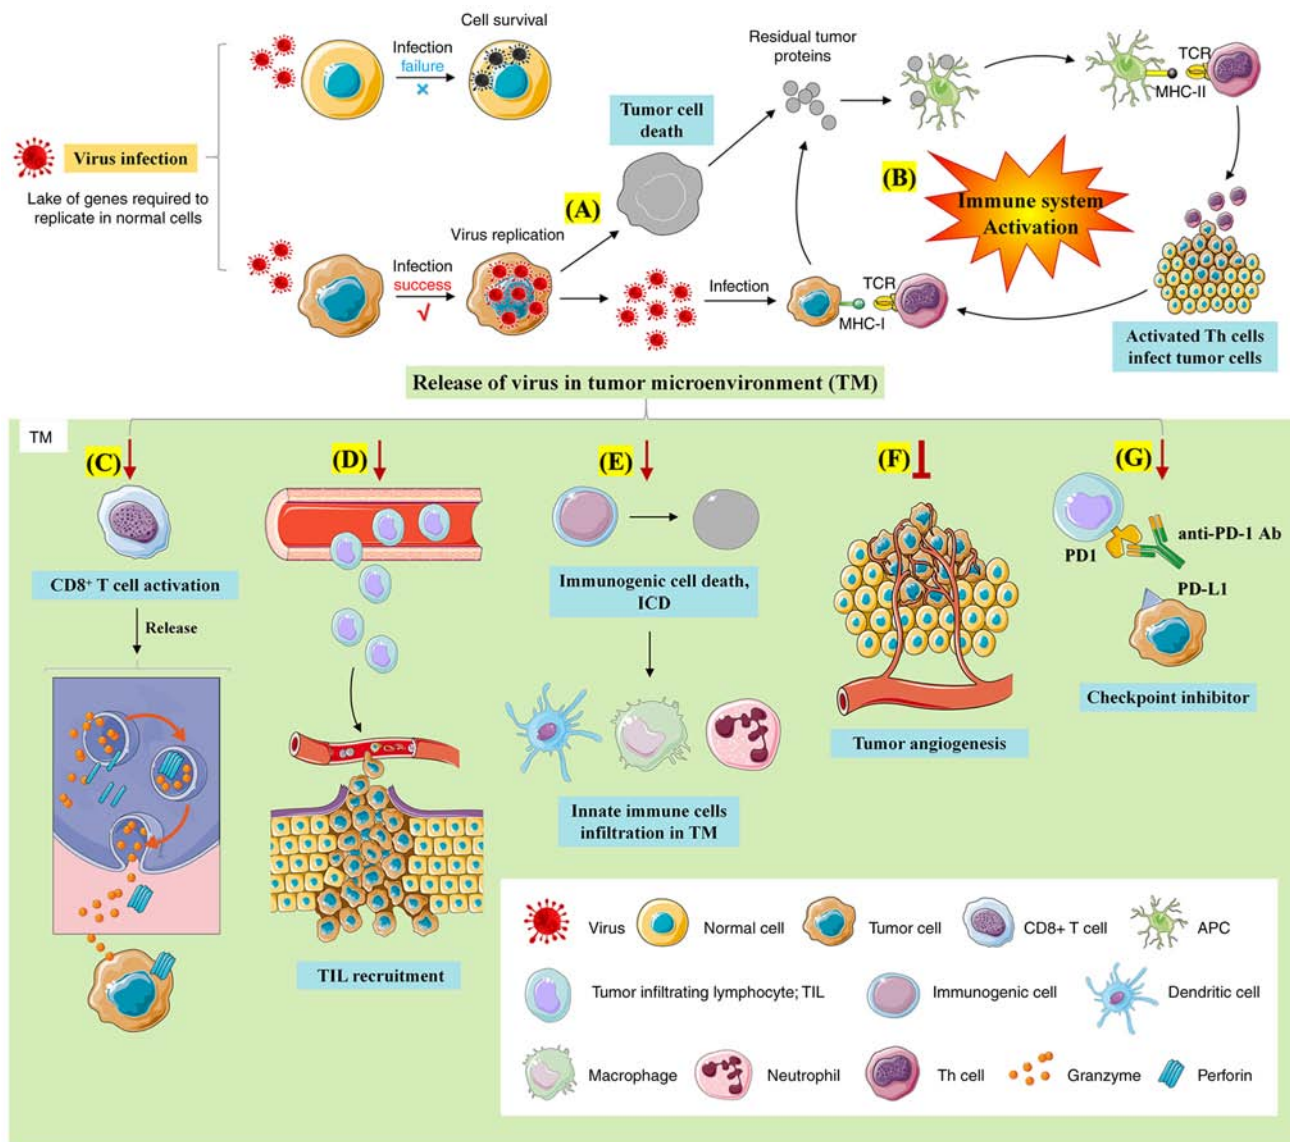 Cell survival
Infection
failure
×
Residual tumor
proteins
TCR
MHC-II
Tumor cell
death
Virus infection
Lake of genes required to
replicate in normal cells
(A)
(B)
Immune system
Activation
Virus replication
Infection
success
√
Infection
TCR
MHC-I
Activated Th cells
infect tumor cells
Release of virus in tumor microenvironment (TM)
TM
(C)
(D)
(E)
(F)
(G)
CD8⁺ T cell activation
Release
Immunogenic cell death,
ICD
Innate immune cells
infiltration in TM
TIL recruitment
Tumor angiogenesis
PD1
anti-PD-1 Ab
PD-L1
Checkpoint inhibitor
Virus
Normal cell
Tumor cell
CD8+ T cell
APC
Tumor infiltrating lymphocyte; TIL
Immunogenic cell
Dendritic cell
Macrophage
Neutrophil
Th cell
Granzyme
Perforin